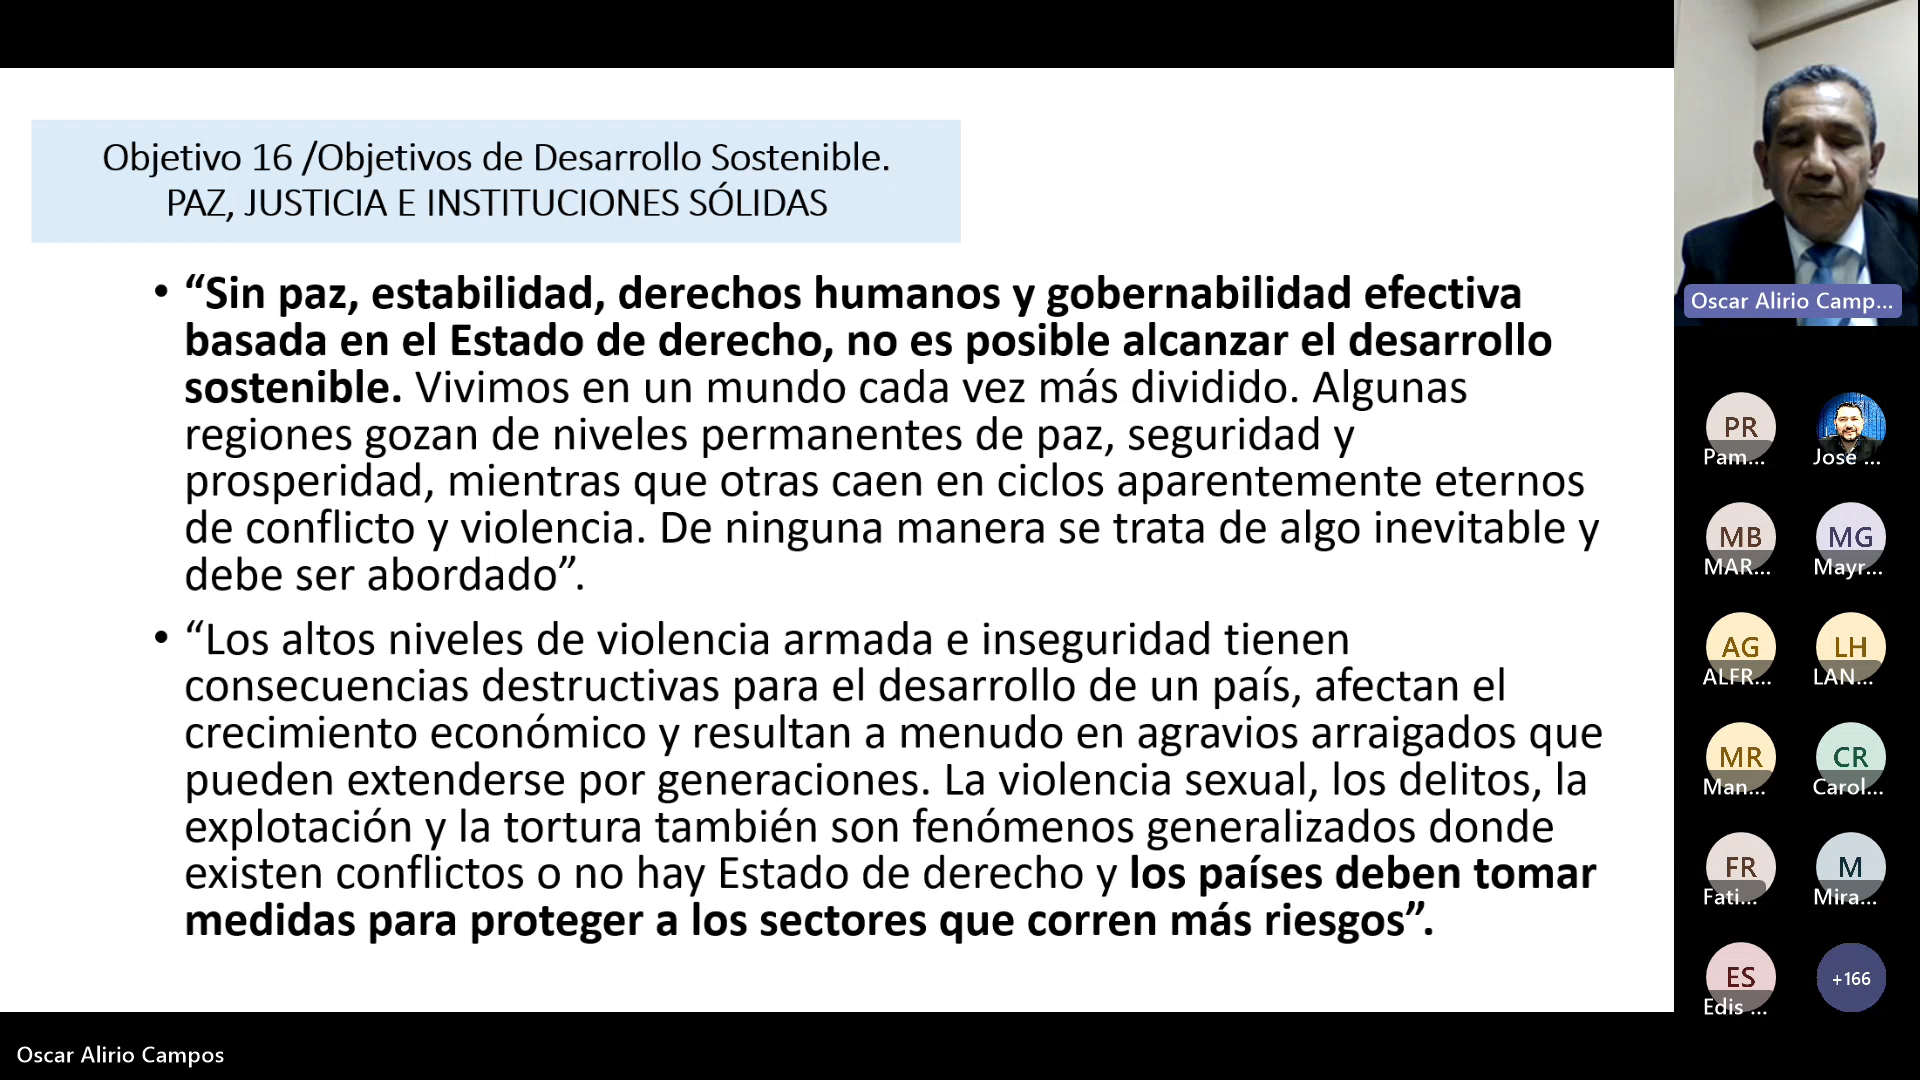 Objetivo 16 /Objetivos de Desarrollo Sostenible.
PAZ, JUSTICIA E INSTITUCIONES SÓLIDAS
• “Sin paz, estabilidad, derechos humanos y gobernabilidad efectiva
basada en el Estado de derecho, no es posible alcanzar el desarrollo
sostenible. Vivimos en un mundo cada vez más dividido. Algunas
regiones gozan de niveles permanentes de paz, seguridad y
prosperidad, mientras que otras caen en ciclos aparentemente eternos
de conflicto y violencia. De ninguna manera se trata de algo inevitable y
debe ser abordado”.
• “Los altos niveles de violencia armada e inseguridad tienen
consecuencias destructivas para el desarrollo de un país, afectan el
crecimiento económico y resultan a menudo en agravios arraigados que
pueden extenderse por generaciones. La violencia sexual, los delitos, la
explotación y la tortura también son fenómenos generalizados donde
existen conflictos o no hay Estado de derecho y los países deben tomar
medidas para proteger a los sectores que corren más riesgos”.
Oscar Alirio Camp...
PR
Pam...
José ...
MB
MAR...
MG
Mayr...
AG
ALFR...
LH
LAN...
MR
Man...
CR
Carol...
FR
Fati...
M
Mira...
ES
Edis ...
+166
Oscar Alirio Campos